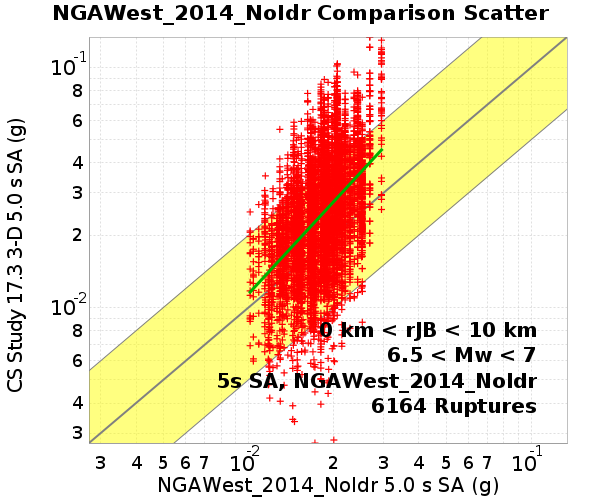 NGAWest_2014_NoIdr Comparison Scatter
CS Study 17.3 3-D 5.0 s SA (g)
10-1
8
6
4
3
2
10-2
8
6
4
3
0 km < rJB < 10 km
6.5 < Mw < 7
5s SA, NGAWest_2014_NoIdr
6164 Ruptures
3 4 5 6 7 10-2 2 3 4 5 6 7 10-1
NGAWest_2014_NoIdr 5.0 s SA (g)